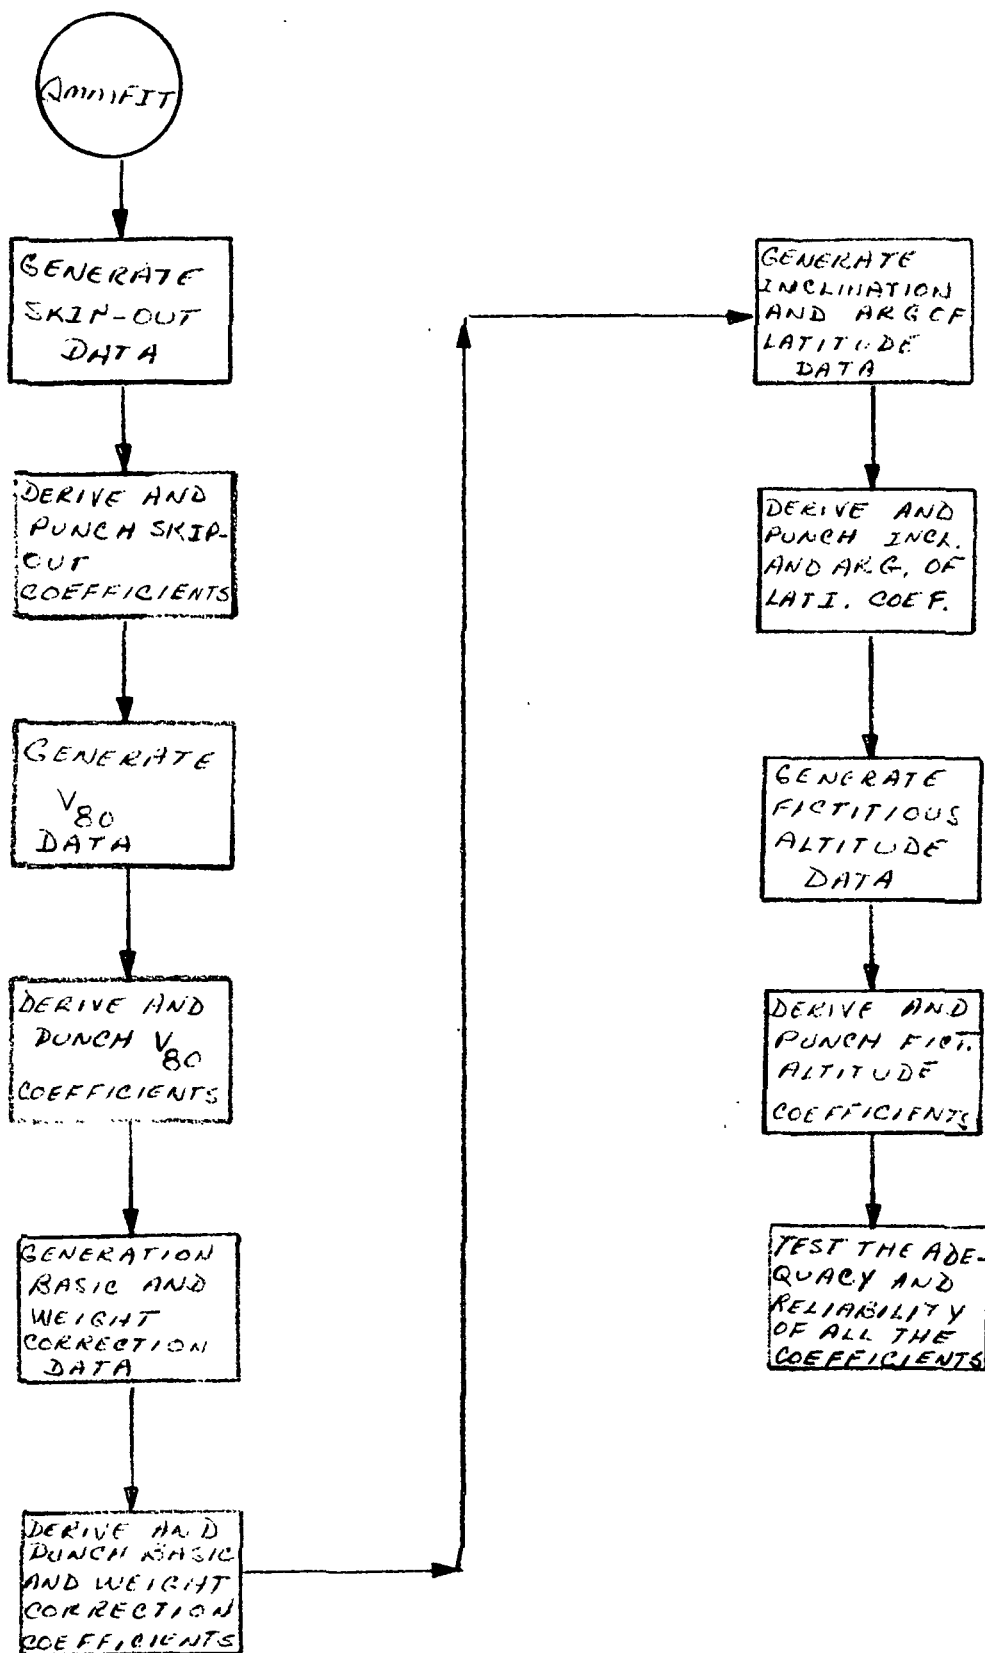 GENERATE
SKIP-OUT
DATA
DERIVE AND
PUNCH SKIP-
OUT
COEFFICIENTS
GENERATE
V80
DATA
DERIVE AND
PUNCH V80
COEFFICIENTS
GENERATION
BASIC AND
WEIGHT
CORRECTION
DATA
DERIVE AND
PUNCH BASIC
AND WEIGHT
CORRECTION
COEFFICIENTS
GENERATE
INCLINATION
AND ARG OF
LATITUDE
DATA
DERIVE AND
PUNCH INCL.
AND ARG. OF
LATI. COEF.
GENERATE
FICTITIOUS
ALTITUDE
DATA
DERIVE AND
PUNCH FICT.
ALTITUDE
COEFFICIENTS
TEST THE ADE-
QUACY AND
RELIABILITY
OF ALL THE
COEFFICIENTS